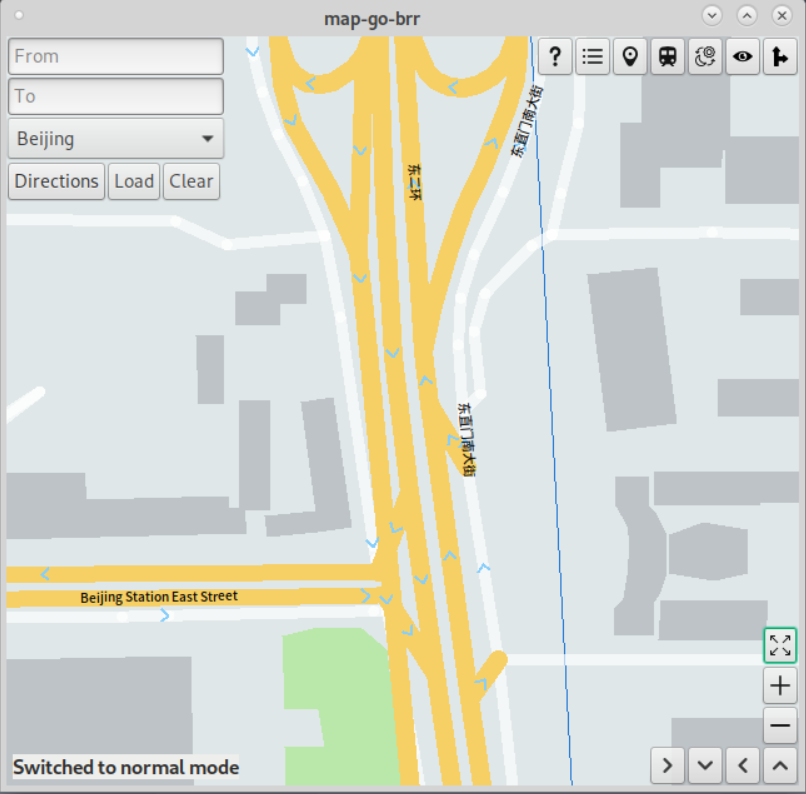 map-go-brr
From
To
Beijing
Directions Load Clear
?
东直门南大街
东二环
东直门南大街
Beijing Station East Street
Switched to normal mode